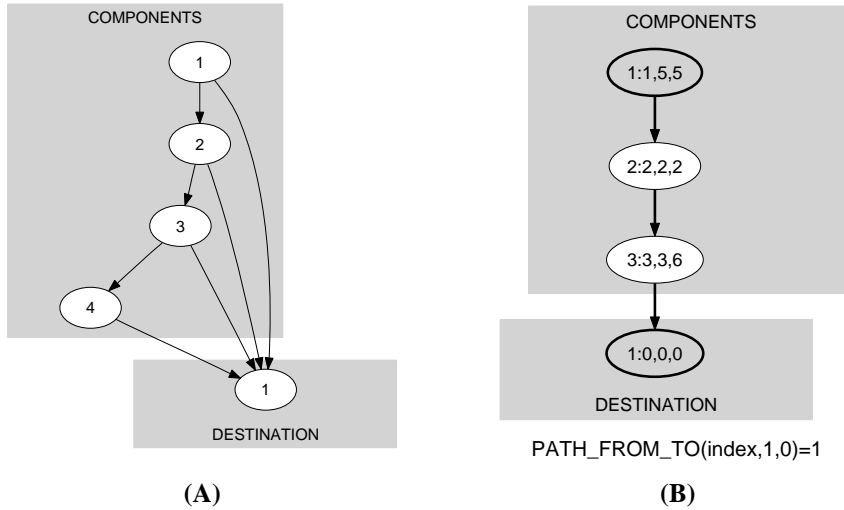 COMPONENTS
1
2
3
4
1
DESTINATION
(A)
COMPONENTS
1:1,5,5
2:2,2,2
3:3,3,6
1:0,0,0
DESTINATION
PATH_FROM_TO(index,1,0)=1
(B)